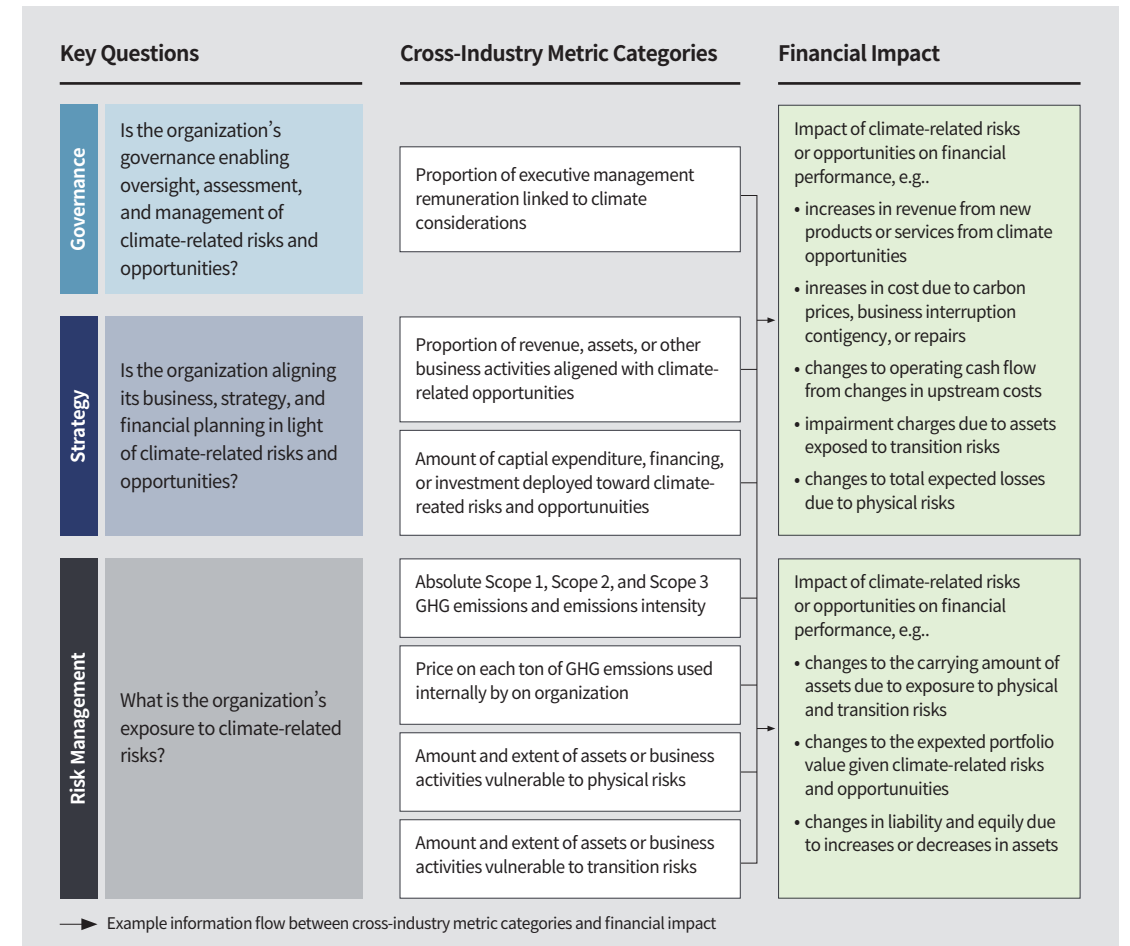 Key Questions
Cross-Industry Metric Categories
Financial Impact
Governance
Is the organization's
governance enabling
oversight, assessment,
and management of
climate-related risks and
opportunities?
Proportion of executive management
remuneration linked to climate
considerations
Strategy
Is the organization aligning
its business, strategy, and
financial planning in light
of climate-related risks and
opportunities?
Proportion of revenue, assets, or other
business activities aligened with climate-
related opportunities
Amount of captial expenditure, financing,
or investment deployed toward climate-
reated risks and opportunuities
Impact of climate-related risks
or opportunities on financial
performance, e.g..
• increases in revenue from new
products or services from climate
opportunities
• inreases in cost due to carbon
prices, business interruption
contigency, or repairs
• changes to operating cash flow
from changes in upstream costs
• impairment charges due to assets
exposed to transition risks
• changes to total expected losses
due to physical risks
Risk Management
What is the organization's
exposure to climate-related
risks?
Absolute Scope 1, Scope 2, and Scope 3
GHG emissions and emissions intensity
Price on each ton of GHG emssions used
internally by on organization
Amount and extent of assets or business
activities vulnerable to physical risks
Amount and extent of assets or business
activities vulnerable to transition risks
Impact of climate-related risks
or opportunities on financial
performance, e.g..
• changes to the carrying amount of
assets due to exposure to physical
and transition risks
• changes to the expexted portfolio
value given climate-related risks
and opportunuities
• changes in liability and equity due
to increases or decreases in assets
Example information flow between cross-industry metric categories and financial impact